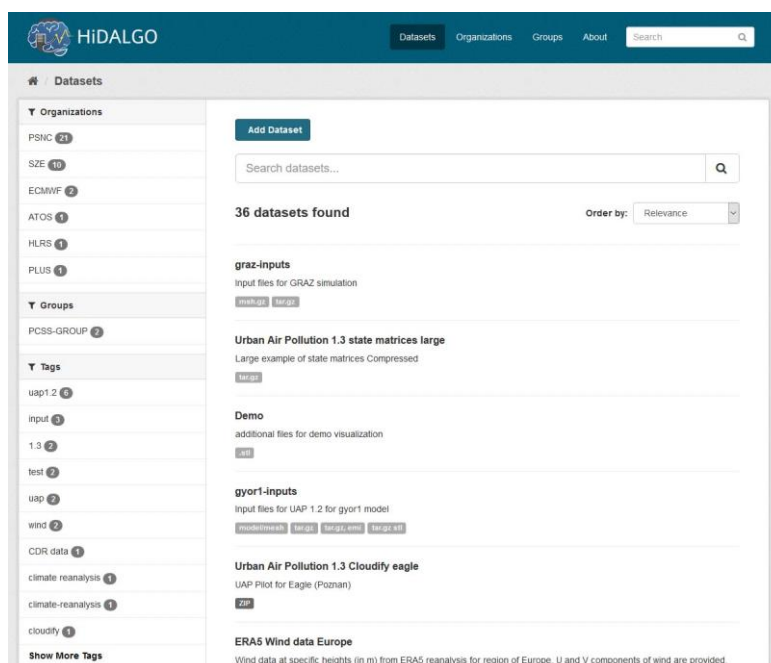 HiDALGO
Datasets Organizations Groups About Search
/ Datasets
Organizations
PSNC 21
SZE 10
ECMWF 2
ATOS 1
HLRS 1
PLUS 1
Groups
PCSS-GROUP 2
Tags
uap1.2 6
input 3
1.3 2
test 2
uap 2
wind 2
CDR data 1
climate reanalysis 1
climate-reanalysis 1
cloudify 1
Show More Tags
Add Dataset
Search datasets...
36 datasets found
Order by: Relevance
graz-inputs
Input files for GRAZ simulation
msh.gz tar.gz
Urban Air Pollution 1.3 state matrices large
Large example of state matrices Compressed
tar.gz
Demo
additional files for demo visualization
.stl
gyor1-inputs
Input files for UAP 1.2 for gyor1 model
model/mesh tar.gz tar.gz, emi tar.gz stl
Urban Air Pollution 1.3 Cloudify eagle
UAP Pilot for Eagle (Poznan)
ZIP
ERA5 Wind data Europe
Wind data at specific heights (in m) from ERA5 reanalysis for region of Europe. U and V components of wind are provided.